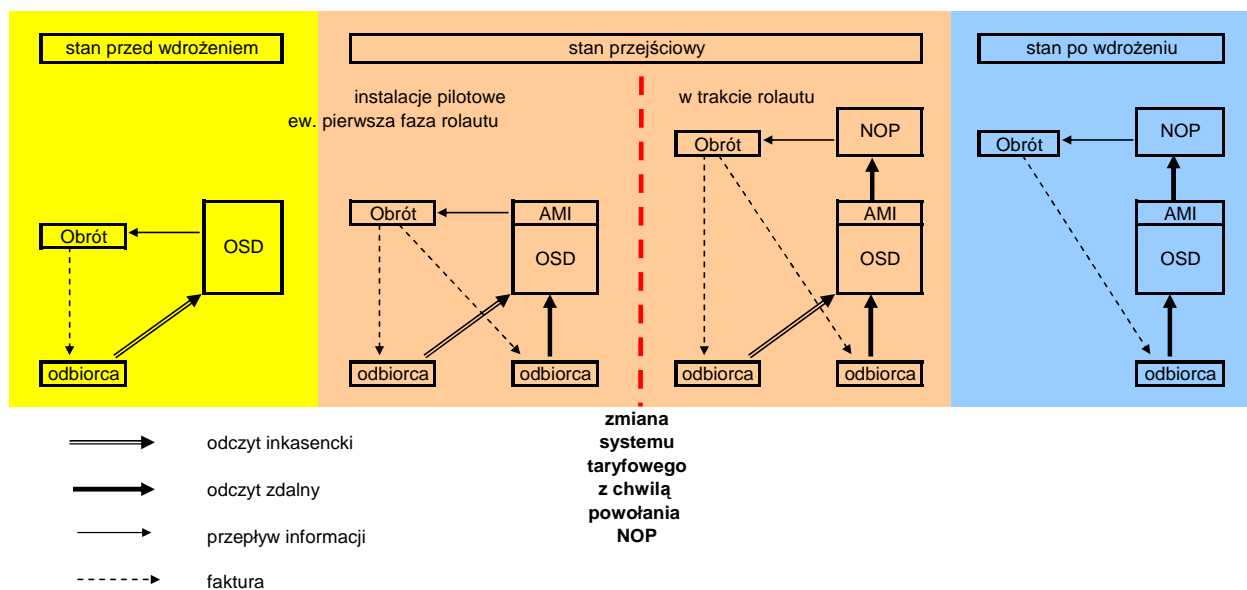 stan przed wdrożeniem
Obrót
OSD
odbiorca
stan przejściowy
instalacje pilotowe
ew. pierwsza faza rolautu
Obrót
AMI
OSD
odbiorca
odbiorca
w trakcie rolautu
Obrót
NOP
AMI
OSD
odbiorca
odbiorca
stan po wdrożeniu
Obrót
NOP
AMI
OSD
odbiorca
odczyt inkasencki
odczyt zdalny
przepływ informacji
faktura
zmiana
systemu
taryfowego
z chwilą
powołania
NOP